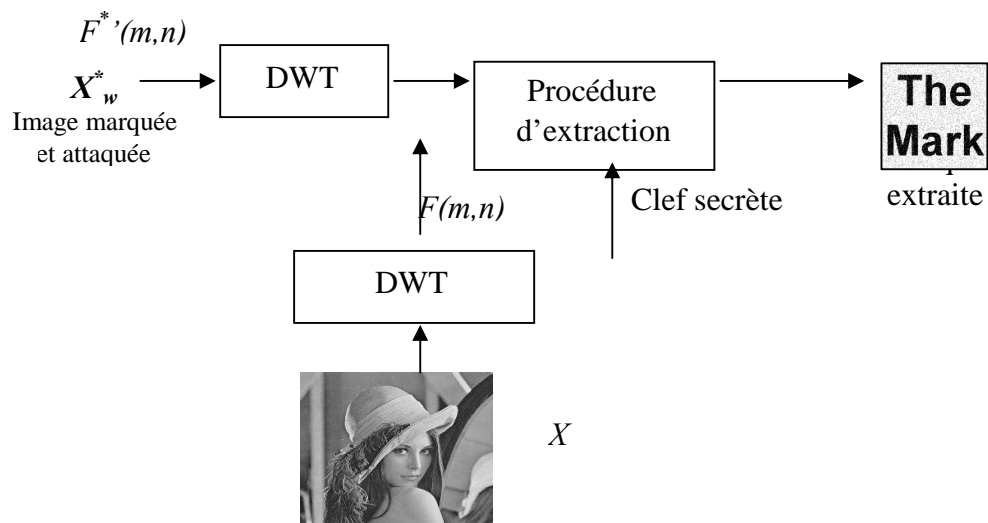 F*'(m,n)
DWT
X*w
Image marquée
et attaquée
Procédure
d'extraction
The
Mark
extraite
F(m,n)
Clef secrète
DWT
X